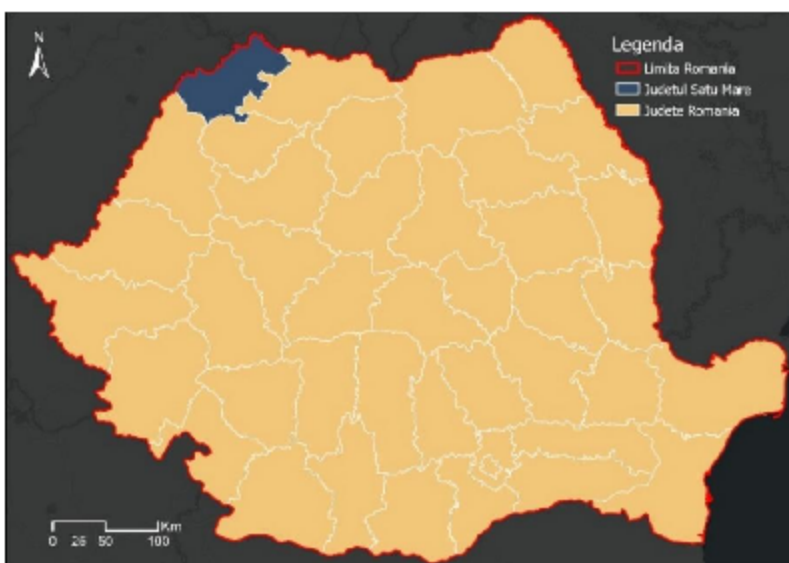 N
Legenda
Limita Romania
Judetul Satu Mare
Judete Romania
Km
0 25 50 100